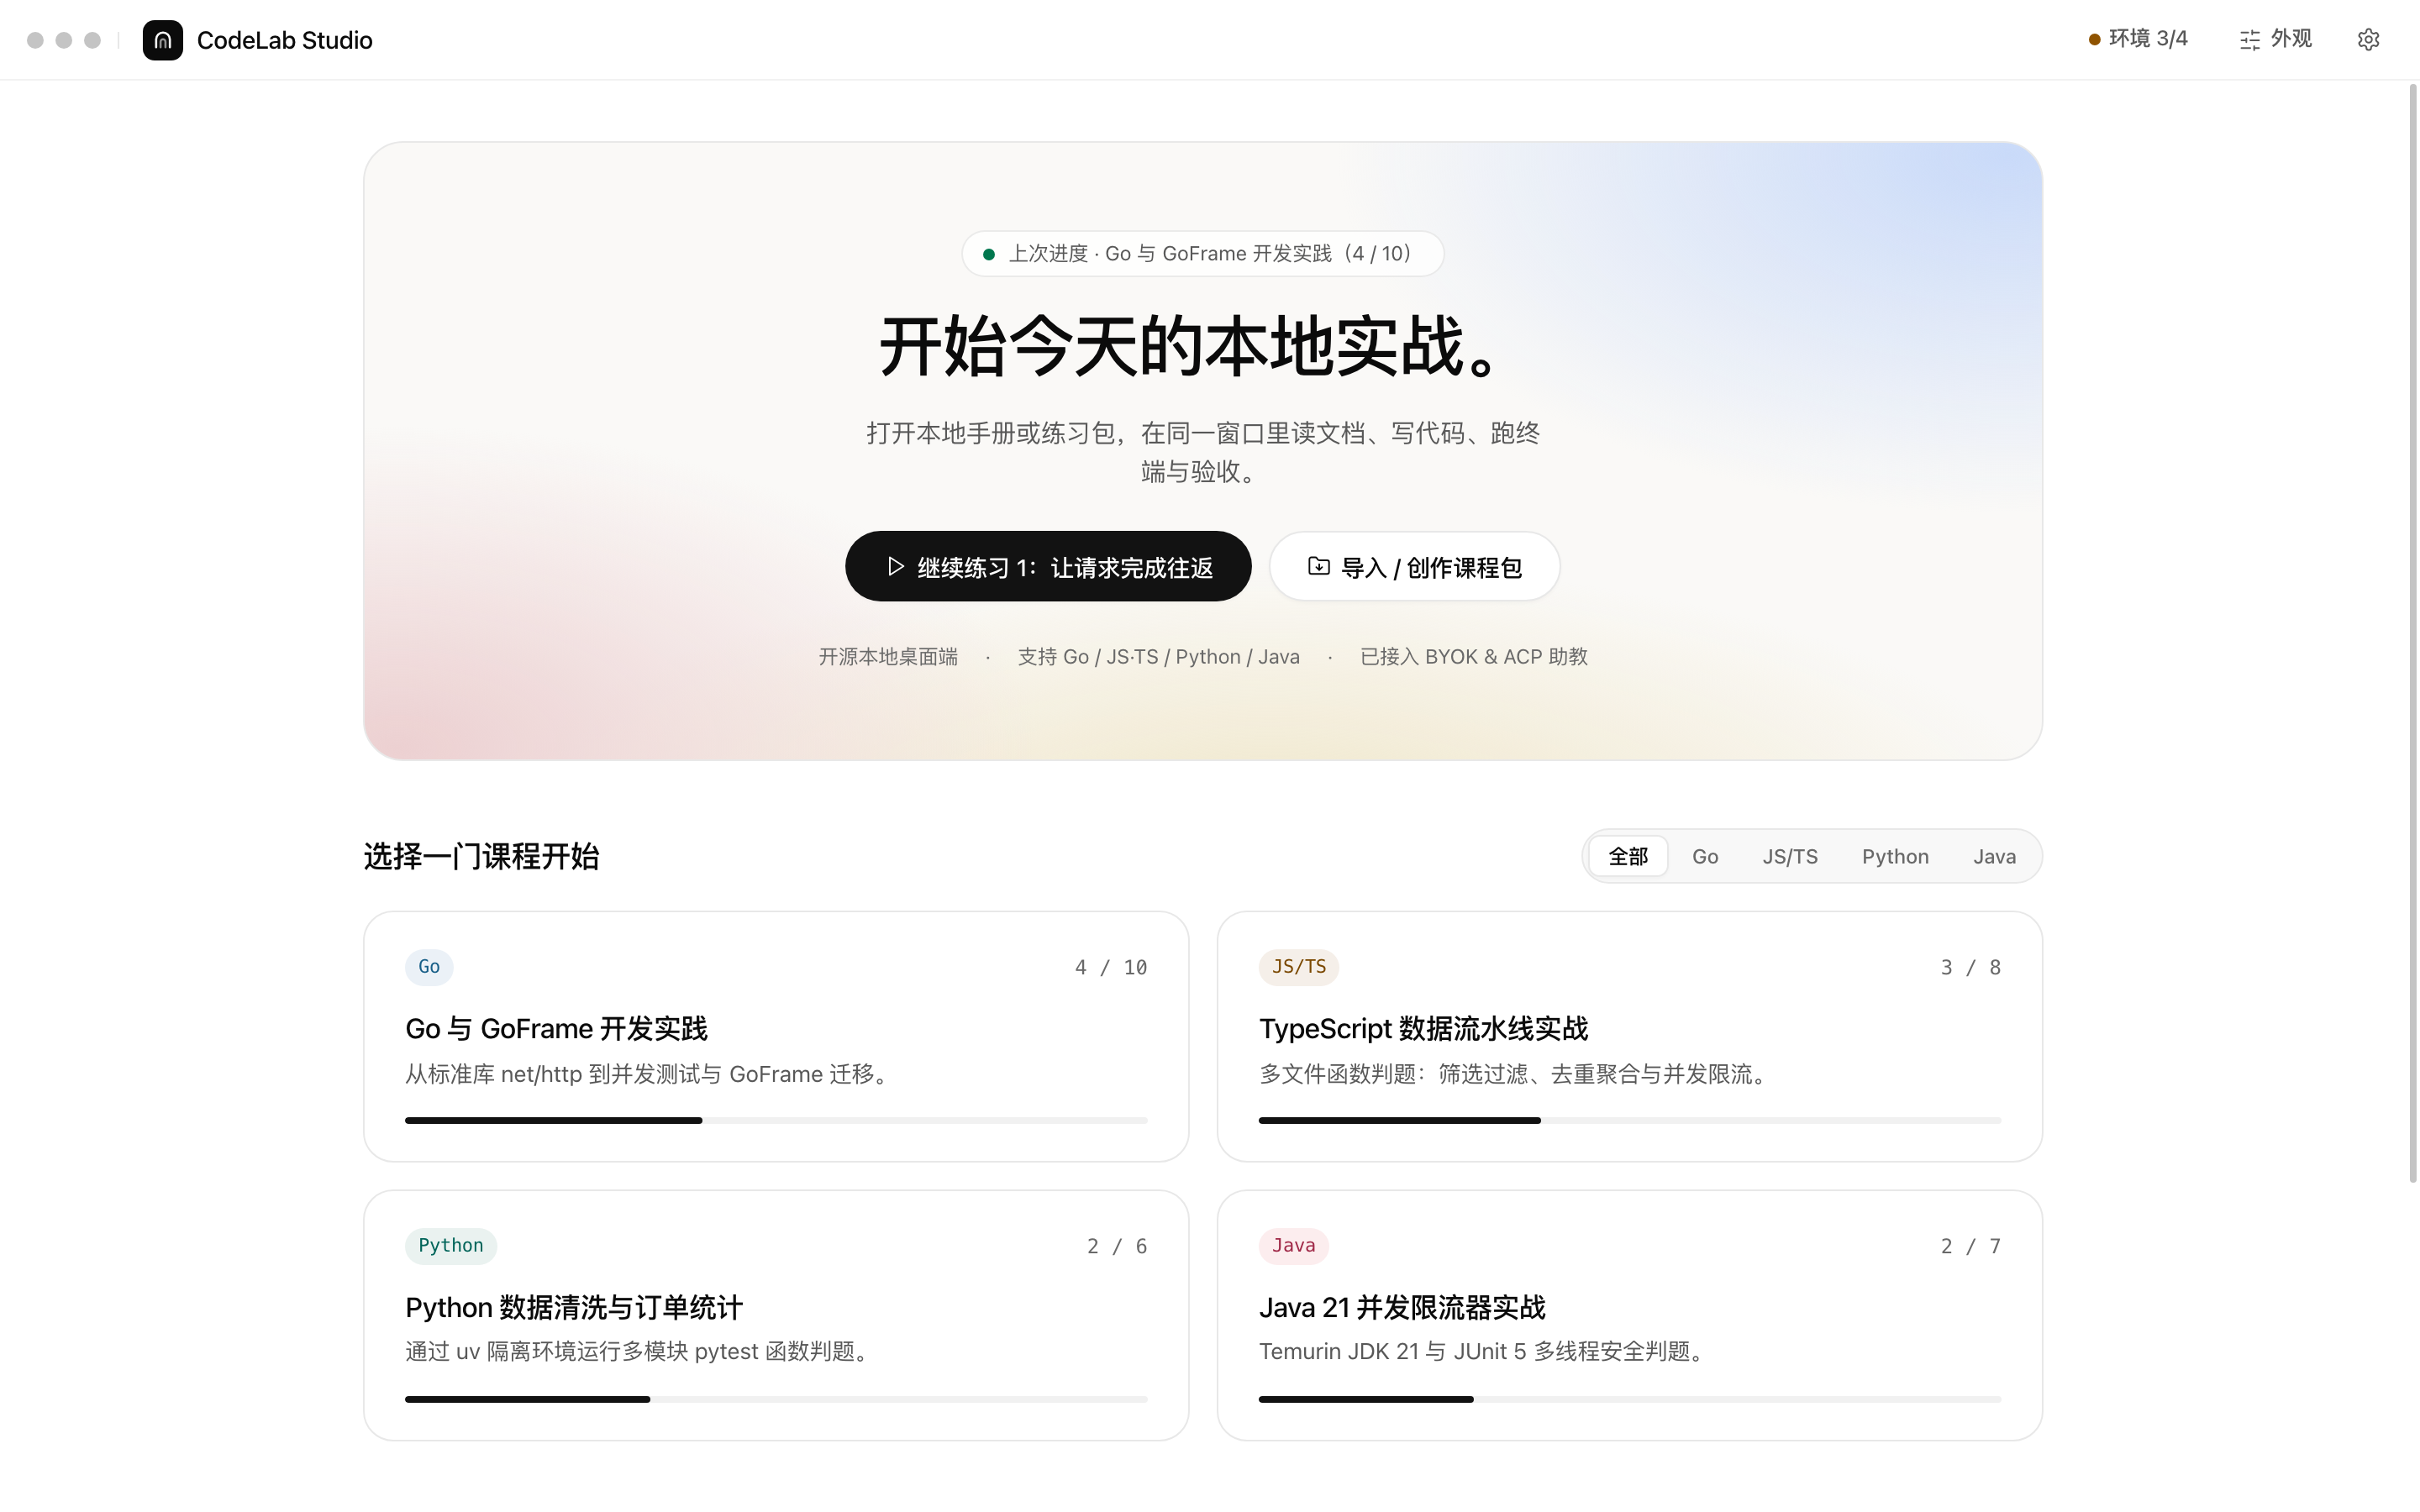 CodeLab Studio
环境 3/4
外观
上次进度 · Go 与 GoFrame 开发实践（4 / 10）
开始今天的本地实战。
打开本地手册或练习包，在同一窗口里读文档、写代码、跑终
端与验收。
继续练习 1：让请求完成往返
导入 / 创作课程包
开源本地桌面端 · 支持 Go / JS·TS / Python / Java · 已接入 BYOK & ACP 助教
选择一门课程开始
全部
Go
JS/TS
Python
Java
Go
4 / 10
Go 与 GoFrame 开发实践
从标准库 net/http 到并发测试与 GoFrame 迁移。
JS/TS
3 / 8
TypeScript 数据流水线实战
多文件函数判题：筛选过滤、去重聚合与并发限流。
Python
2 / 6
Python 数据清洗与订单统计
通过 uv 隔离环境运行多模块 pytest 函数判题。
Java
2 / 7
Java 21 并发限流器实战
Temurin JDK 21 与 JUnit 5 多线程安全判题。